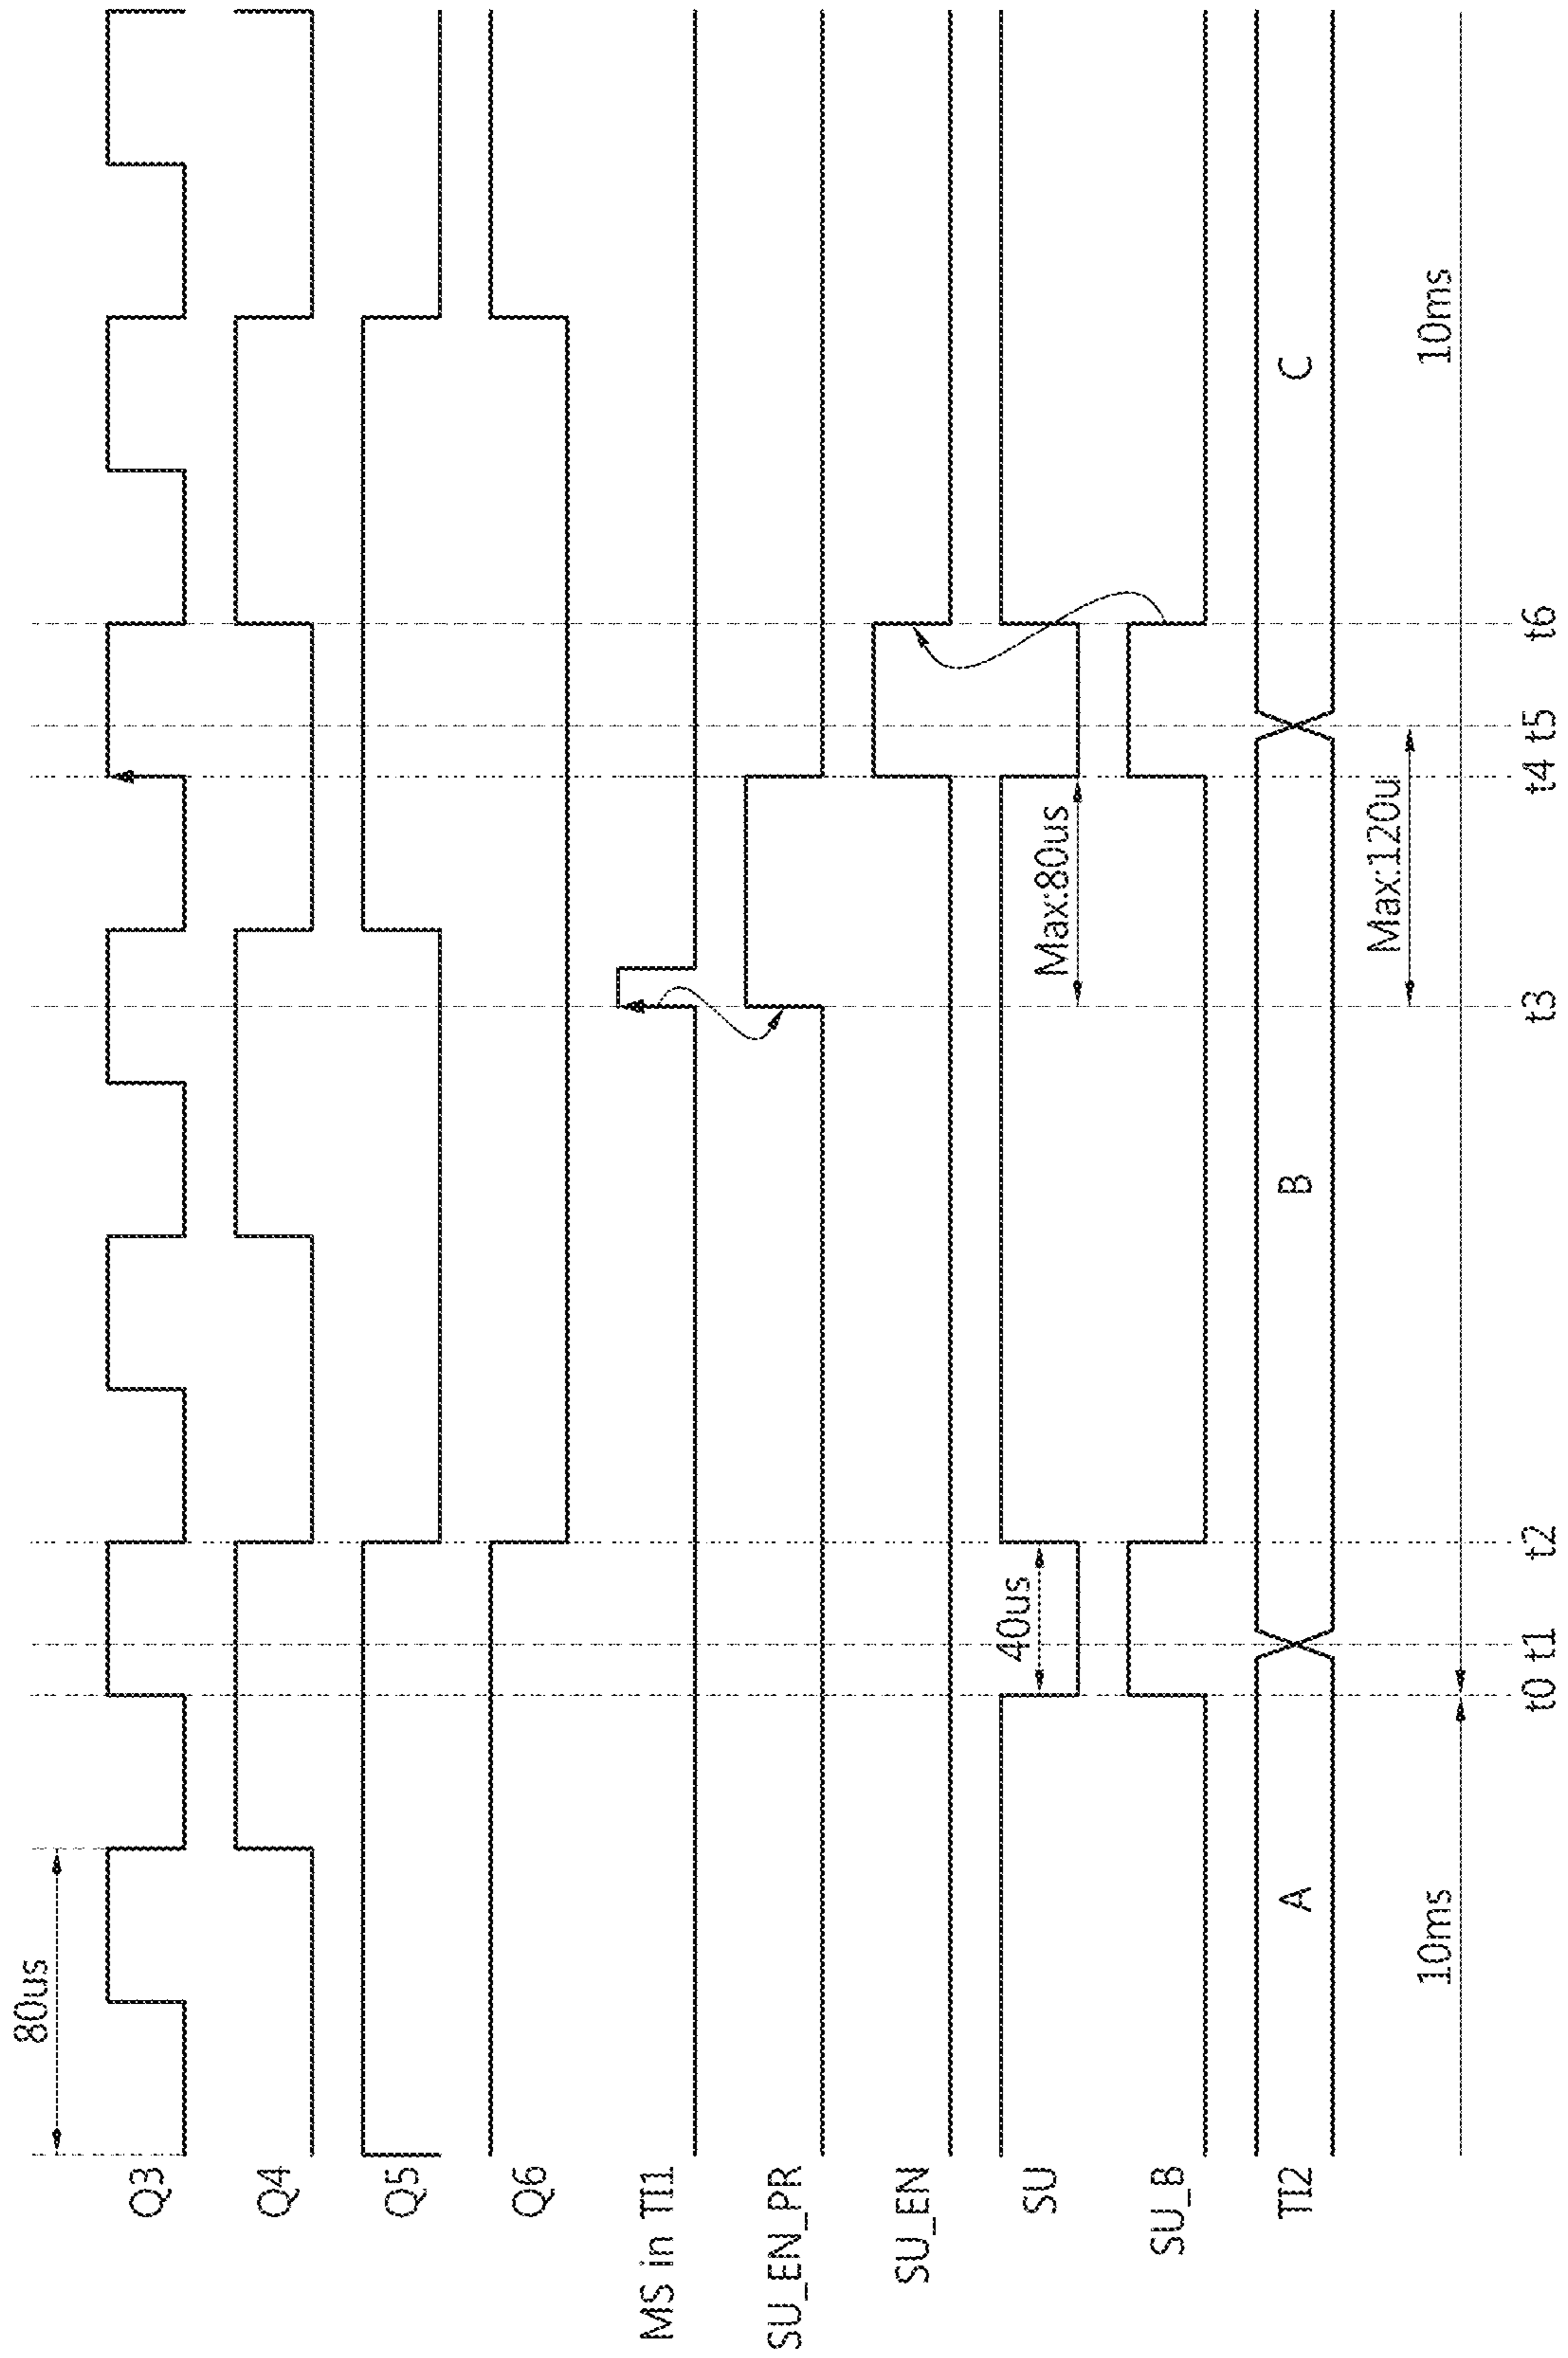 80us
Q3
Q4
Q5
Q6
MS in TI1
SU_EN_PR
SU_EN
SU
40us
Max:80us
SU_B
TI2
A
B
C
Max:120u
10ms
10ms
t0
t1
t2
t3
t4
t5
t6